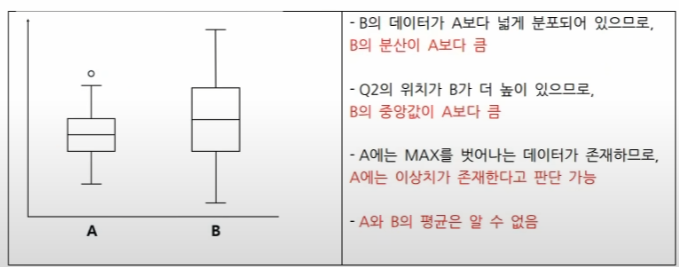 A
B
- B의 데이터가 A보다 넓게 분포되어 있으므로,
B의 분산이 A보다 큼
- Q2의 위치가 B가 더 높이 있으므로,
B의 중앙값이 A보다 큼
- A에는 MAX를 벗어나는 데이터가 존재하므로,
A에는 이상치가 존재한다고 판단 가능
- A와 B의 평균은 알 수 없음